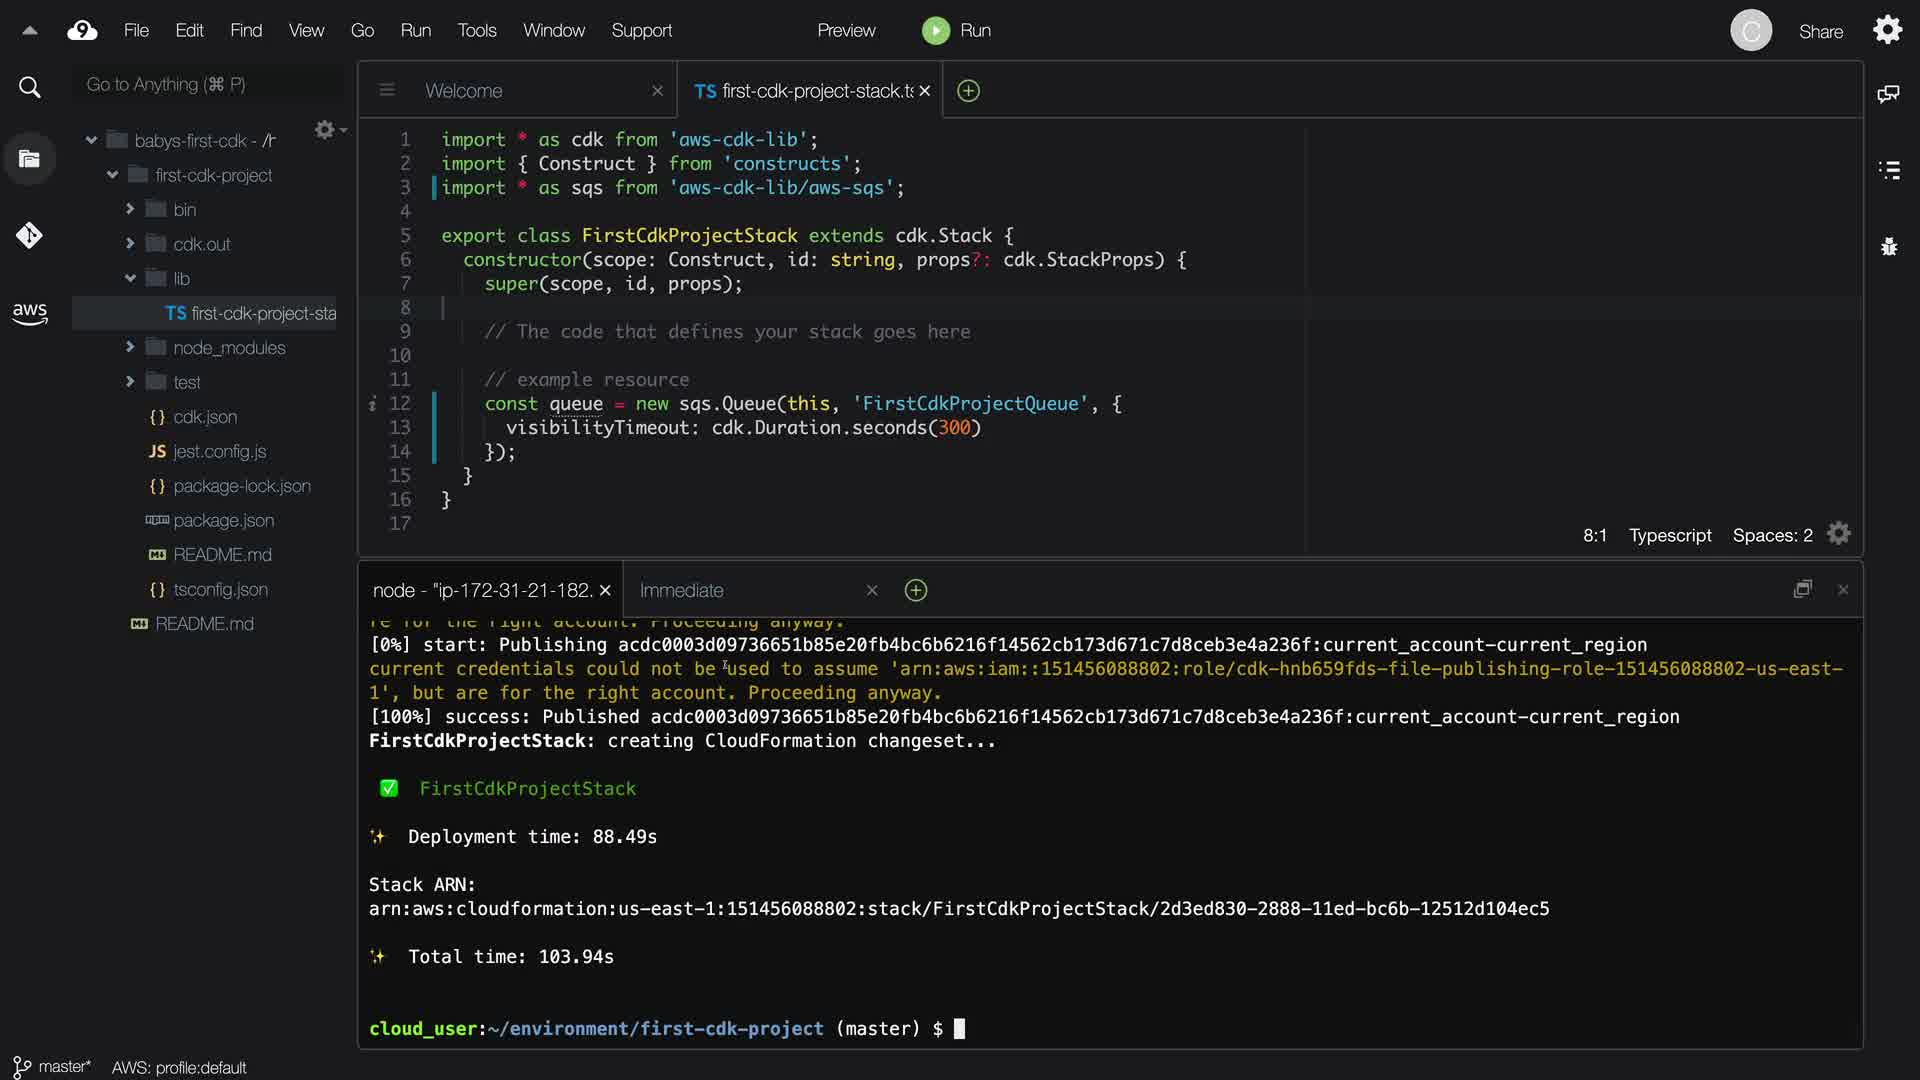 9 File Edit Find View Go Run Tools Window Support Preview Run C Share
Go to Anything (⌘ P)
Welcome
TS first-cdk-project-stack.ts
babys-first-cdk - /h
first-cdk-project
bin
cdk.out
lib
TS first-cdk-project-sta
node_modules
test
{} cdk.json
JS jest.config.js
{} package-lock.json
package.json
README.md
{} tsconfig.json
README.md
aws
1 import * as cdk from 'aws-cdk-lib';
2 import { Construct } from 'constructs';
3 import * as sqs from 'aws-cdk-lib/aws-sqs';
4
5 export class FirstCdkProjectStack extends cdk.Stack {
6 constructor(scope: Construct, id: string, props?: cdk.StackProps) {
7 super(scope, id, props);
8
9 // The code that defines your stack goes here
10
11 // example resource
12 const queue = new sqs.Queue(this, 'FirstCdkProjectQueue', {
13 visibilityTimeout: cdk.Duration.seconds(300)
14 });
15 }
16 }
17
8:1 Typescript Spaces: 2
node - "ip-172-31-21-182.
Immediate
re for the right account. Proceeding anyway.
[0%] start: Publishing acdc0003d09736651b85e20fb4bc6b6216f14562cb173d671c7d8ceb3e4a236f:current_account-current_region
current credentials could not be used to assume 'arn:aws:iam::151456088802:role/cdk-hnb659fds-file-publishing-role-151456088802-us-east-
1', but are for the right account. Proceeding anyway.
[100%] success: Published acdc0003d09736651b85e20fb4bc6b6216f14562cb173d671c7d8ceb3e4a236f:current_account-current_region
FirstCdkProjectStack: creating CloudFormation changeset...
✅ FirstCdkProjectStack
✨ Deployment time: 88.49s
Stack ARN:
arn:aws:cloudformation:us-east-1:151456088802:stack/FirstCdkProjectStack/2d3ed830-2888-11ed-bc6b-12512d104ec5
✨ Total time: 103.94s
cloud_user:~/environment/first-cdk-project (master) $
master* AWS: profile:default